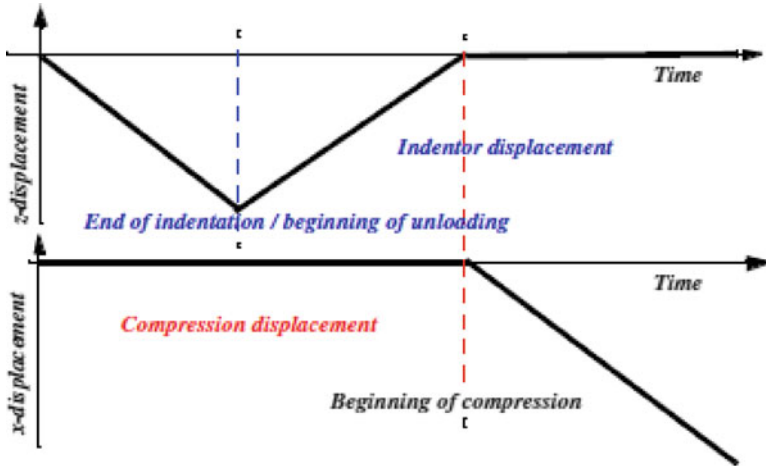 Time
z-displacement
Indentor displacement
End of indentation / beginning of unloading
Time
Compression displacement
x-displacement
Beginning of compression